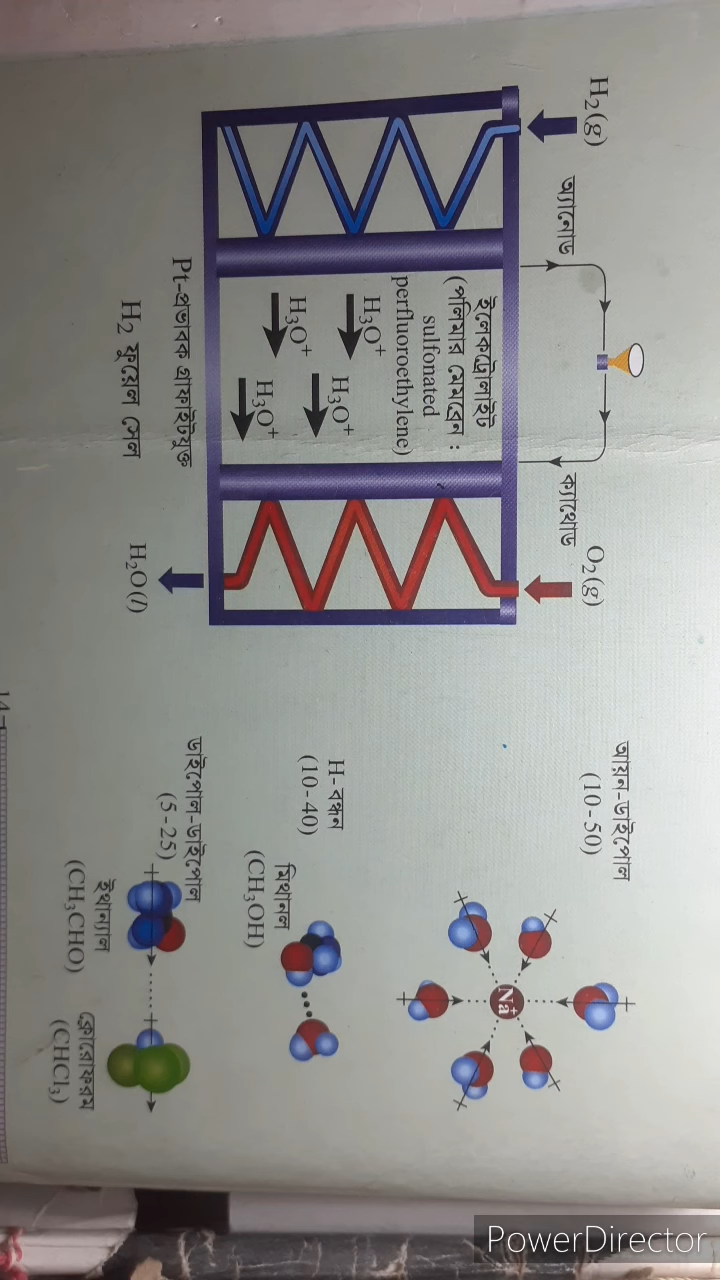 H₂(g)
অ্যানোড
ক্যাথোড
O₂(g)
ইলেকট্রোলাইট
(পলিমার মেমব্রেন :
sulfonated
perfluoroethylene)
H₃O⁺
H₃O⁺
H₃O⁺
H₃O⁺
Pt-প্রভাবক গ্রাফাইটযুক্ত
H₂ ফুয়েল সেল
H₂O(l)
আয়ন-ডাইপোল
(10-50)
Na⁺
H- বন্ধন
(10-40)
মিথানল
(CH₃OH)
ডাইপোল-ডাইপোল
(5-25)
ইথান্যাল
(CH₃CHO)
ক্লোরোফরম
(CHCl₃)
PowerDirector